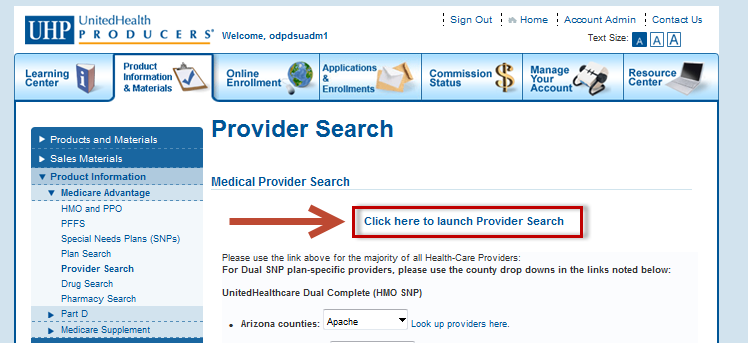 UHP UnitedHealth PRODUCERS®
Welcome, odpdsuadm1
Sign Out Home Account Admin Contact Us
Text Size: A A A
Learning Center
Product Information & Materials
Online Enrollment
Applications & Enrollments
Commission Status
Manage Your Account
Resource Center
Products and Materials
Sales Materials
Product Information
Medicare Advantage
HMO and PPO
PFFS
Special Needs Plans (SNPs)
Plan Search
Provider Search
Drug Search
Pharmacy Search
Part D
Medicare Supplement
Provider Search
Medical Provider Search
Click here to launch Provider Search
Please use the link above for the majority of all Health-Care Providers:
For Dual SNP plan-specific providers, please use the county drop downs in the links noted below:
UnitedHealthcare Dual Complete (HMO SNP)
• Arizona counties: Apache Look up providers here.